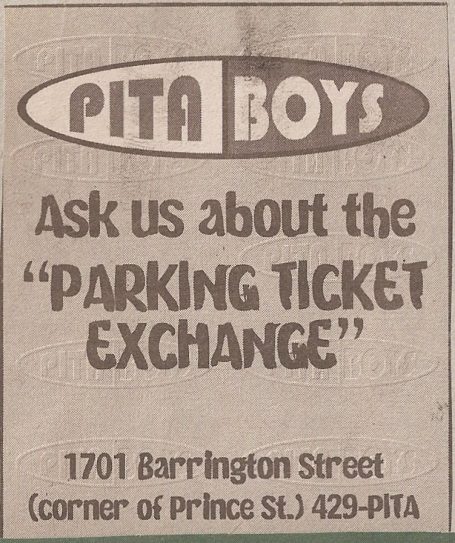 PITA BOYS
Ask us about the
“PARKING TICKET
EXCHANGE”
1701 Barrington Street
(corner of Prince St.) 429-PITA